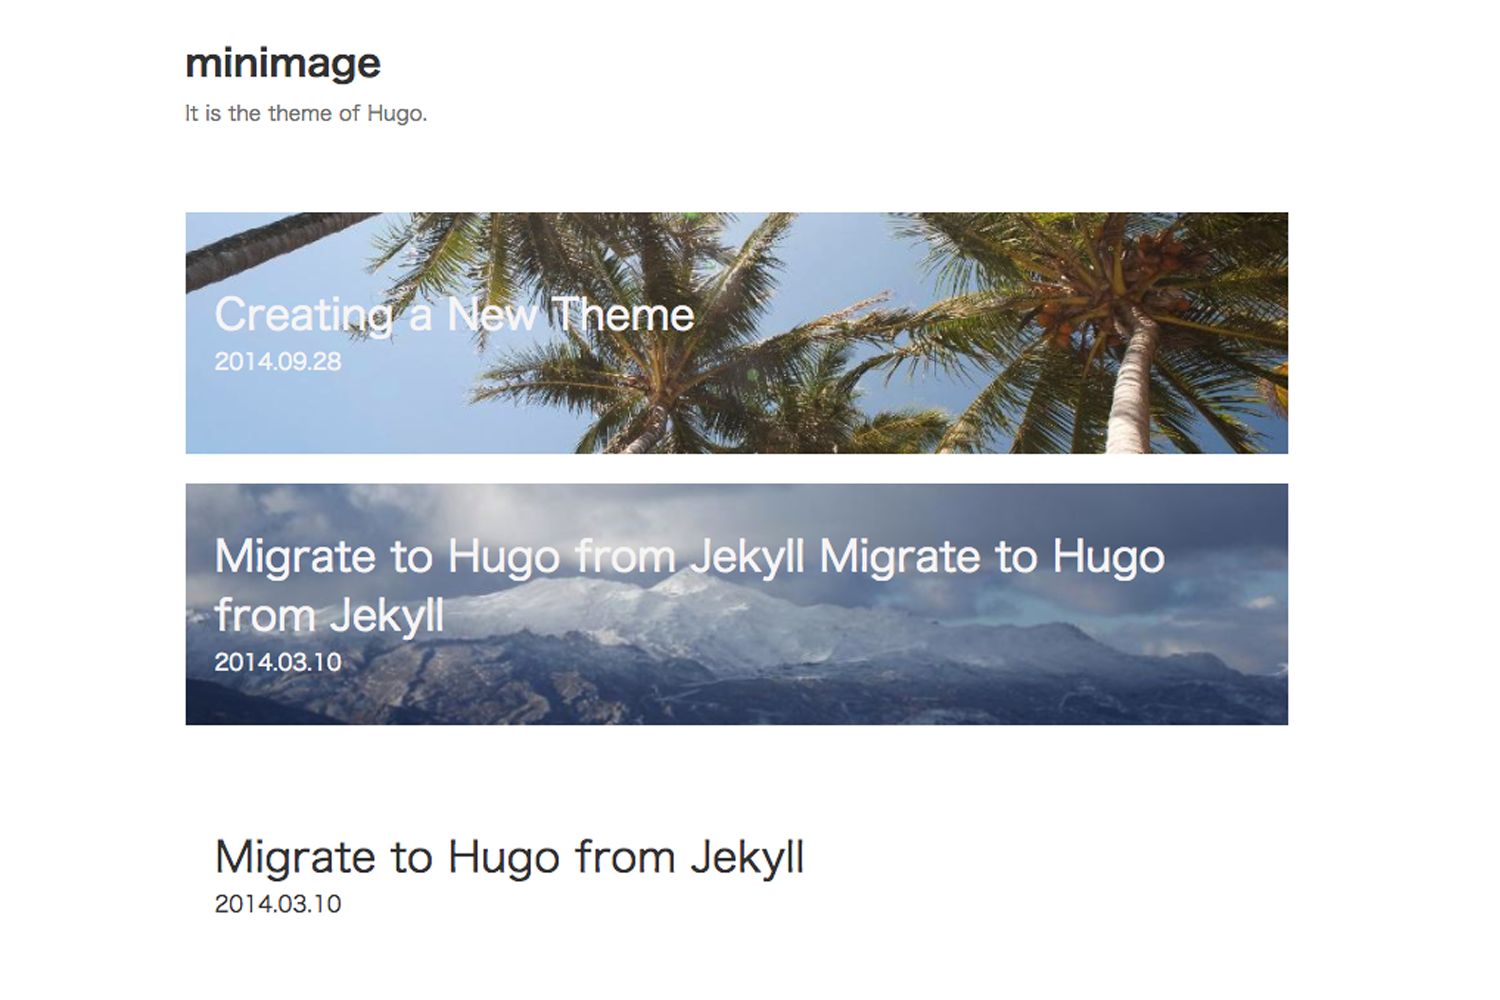 minimage
It is the theme of Hugo.
Creating a New Theme
2014.09.28
Migrate to Hugo from Jekyll Migrate to Hugo
from Jekyll
2014.03.10
Migrate to Hugo from Jekyll
2014.03.10